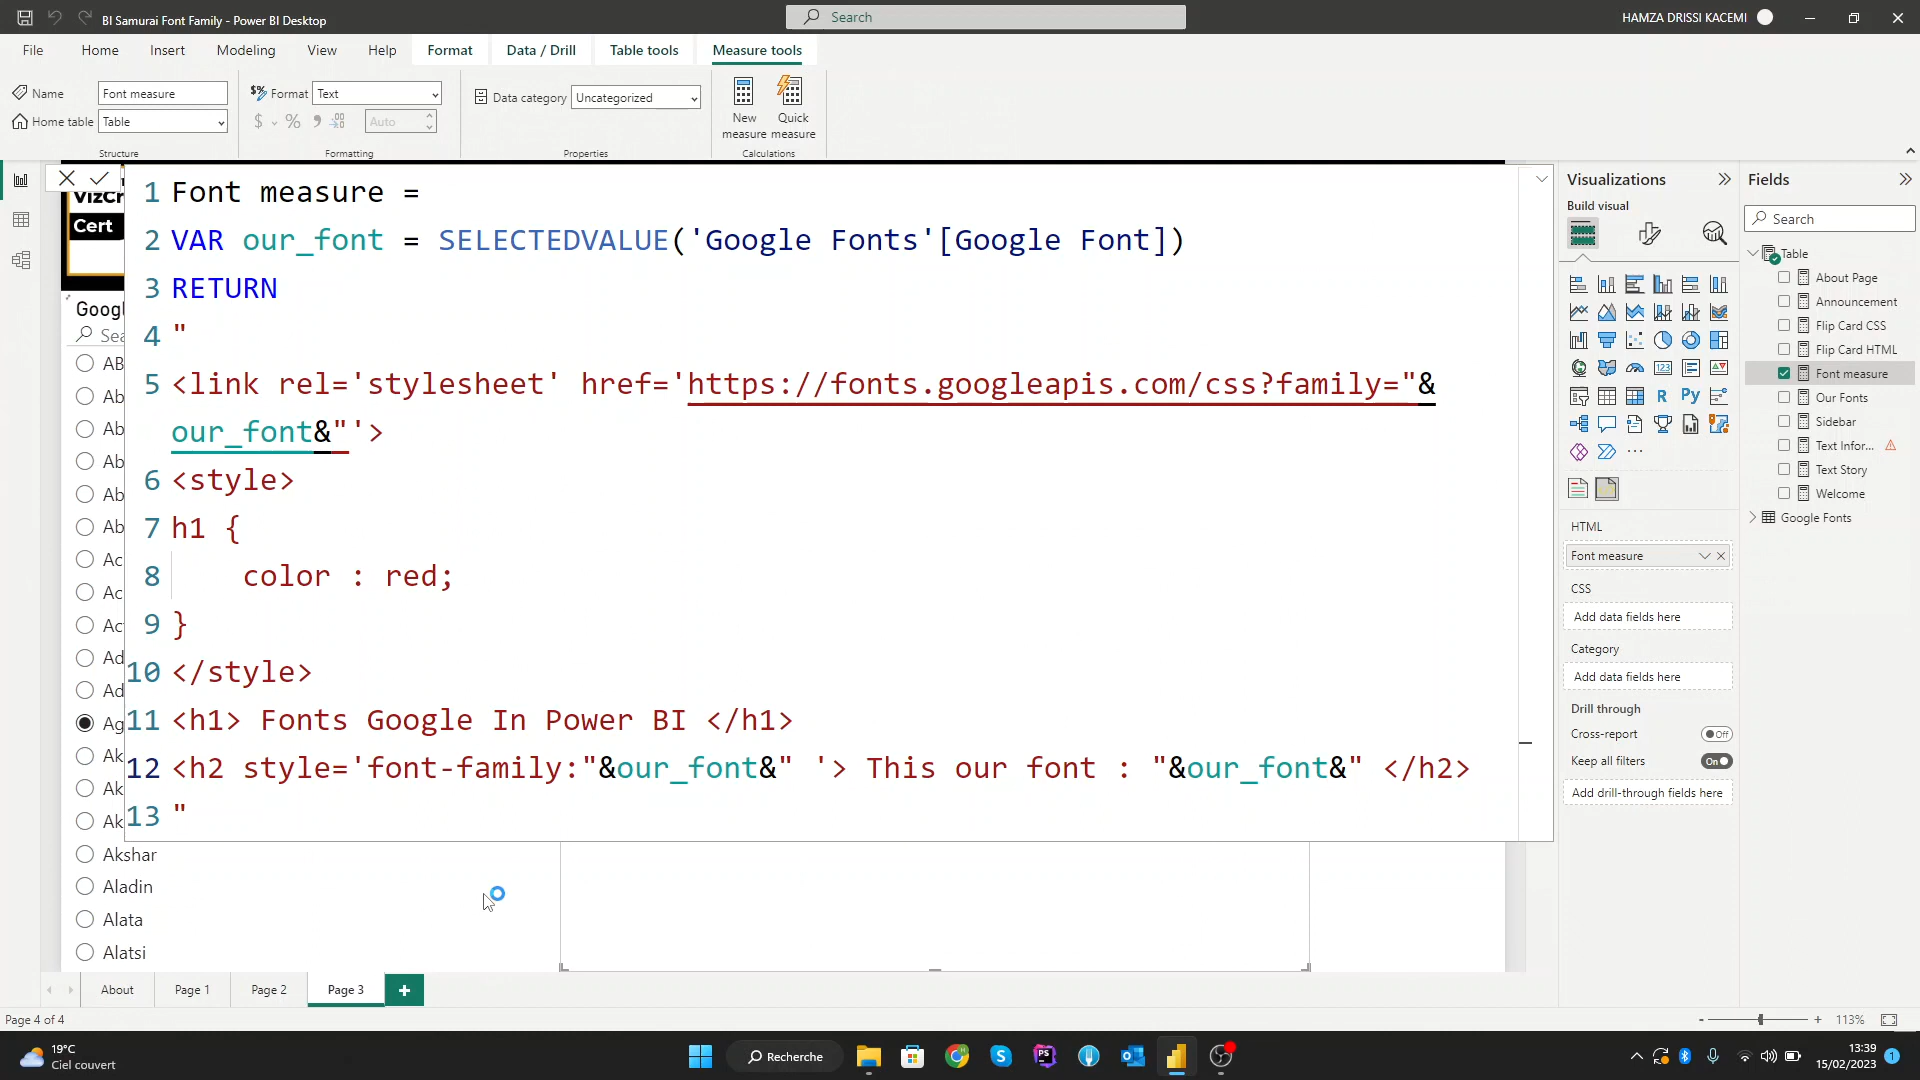 BI Samurai Font Family - Power BI Desktop
Search
HAMZA DRISSI KACEMI
File Home Insert Modeling View Help Format Data / Drill Table tools Measure tools
Name Font measure
Home table Table
Structure
$% Format Text
$ % Auto
Formatting
Data category Uncategorized
Properties
New measure
Quick measure
Calculations
Cert
1 Font measure =
2 VAR our_font = SELECTEDVALUE('Google Fonts'[Google Font])
3 RETURN
4 "
5 <link rel='stylesheet' href='https://fonts.googleapis.com/css?family="&
our_font&"'>
6 <style>
7 h1 {
8 color : red;
9 }
10 </style>
11 <h1> Fonts Google In Power BI </h1>
12 <h2 style='font-family:"&our_font&" '> This our font : "&our_font&" </h2>
13 "
Akshar
Aladin
Alata
Alatsi
Visualizations
Build visual
HTML
Font measure
CSS
Add data fields here
Category
Add data fields here
Drill through
Cross-report Off
Keep all filters On
Add drill-through fields here
Fields
Search
Table
About Page
Announcement
Flip Card CSS
Flip Card HTML
Font measure
Our Fonts
Sidebar
Text Infor...
Text Story
Welcome
Google Fonts
About Page 1 Page 2 Page 3 +
Page 4 of 4
- + 113%
19°C
Ciel couvert
Recherche
13:39
15/02/2023
1